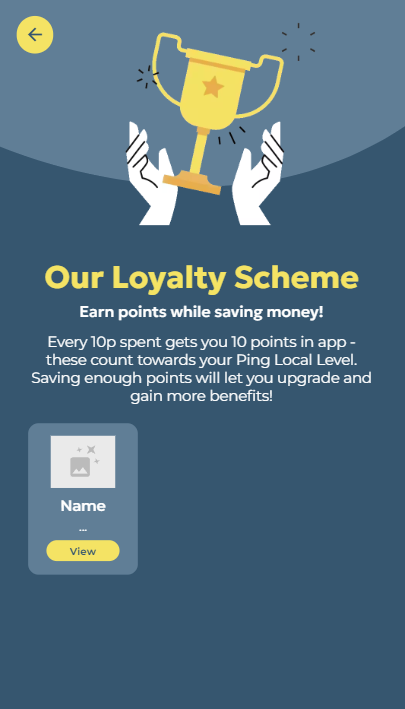 Our Loyalty Scheme
Earn points while saving money!
Every 10p spent gets you 10 points in app -
these count towards your Ping Local Level.
Saving enough points will let you upgrade and
gain more benefits!
Name
...
View